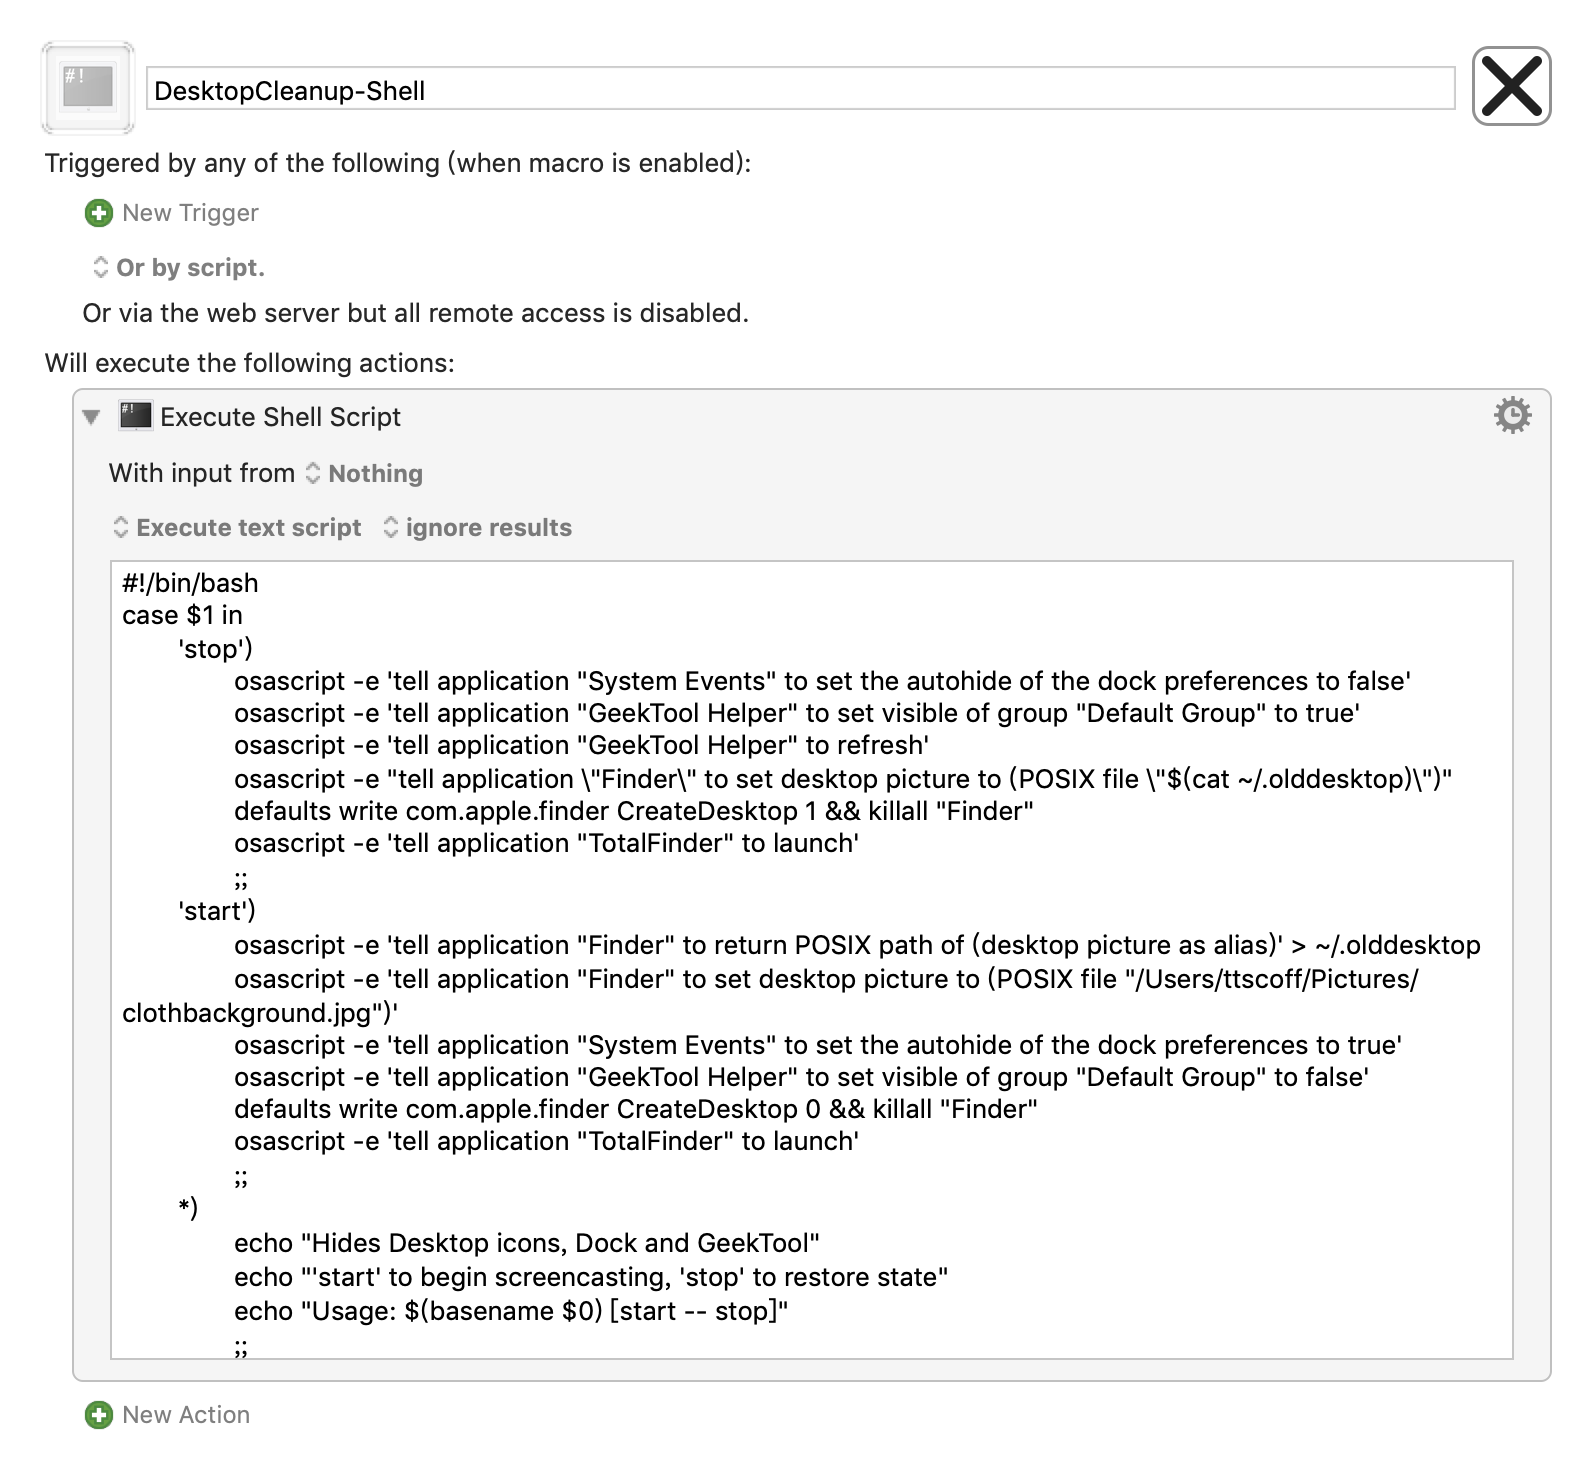 #!
DesktopCleanup-Shell
Triggered by any of the following (when macro is enabled):
New Trigger
Or by script.
Or via the web server but all remote access is disabled.
Will execute the following actions:
#! Execute Shell Script
With input from Nothing
Execute text script ignore results
#!/bin/bash
case $1 in
'stop')
osascript -e 'tell application "System Events" to set the autohide of the dock preferences to false'
osascript -e 'tell application "GeekTool Helper" to set visible of group "Default Group" to true'
osascript -e 'tell application "GeekTool Helper" to refresh'
osascript -e "tell application \"Finder\" to set desktop picture to (POSIX file \"$(cat ~/.olddesktop)\")"
defaults write com.apple.finder CreateDesktop 1 && killall "Finder"
osascript -e 'tell application "TotalFinder" to launch'
;;
'start')
osascript -e 'tell application "Finder" to return POSIX path of (desktop picture as alias)' > ~/.olddesktop
osascript -e 'tell application "Finder" to set desktop picture to (POSIX file "/Users/ttscoff/Pictures/
clothbackground.jpg")'
osascript -e 'tell application "System Events" to set the autohide of the dock preferences to true'
osascript -e 'tell application "GeekTool Helper" to set visible of group "Default Group" to false'
defaults write com.apple.finder CreateDesktop 0 && killall "Finder"
osascript -e 'tell application "TotalFinder" to launch'
;;
*)
echo "Hides Desktop icons, Dock and GeekTool"
echo "'start' to begin screencasting, 'stop' to restore state"
echo "Usage: $(basename $0) [start -- stop]"
;;
New Action